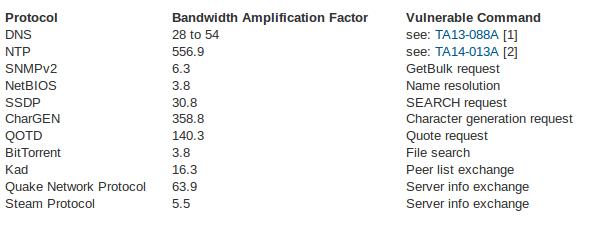 Protocol Bandwidth Amplification Factor Vulnerable Command
DNS 28 to 54 see: TA13-088A [1]
NTP 556.9 see: TA14-013A [2]
SNMPv2 6.3 GetBulk request
NetBIOS 3.8 Name resolution
SSDP 30.8 SEARCH request
CharGEN 358.8 Character generation request
QOTD 140.3 Quote request
BitTorrent 3.8 File search
Kad 16.3 Peer list exchange
Quake Network Protocol 63.9 Server info exchange
Steam Protocol 5.5 Server info exchange